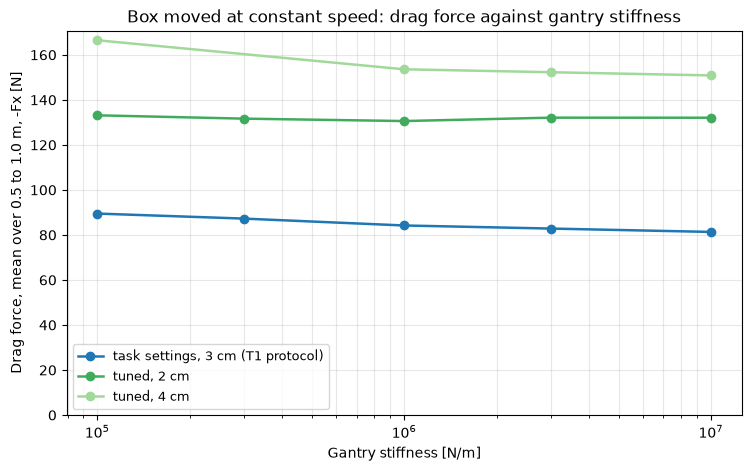 Box moved at constant speed: drag force against gantry stiffness
Drag force, mean over 0.5 to 1.0 m, -Fx [N]
160
140
120
100
80
60
40
20
0
task settings, 3 cm (T1 protocol)
tuned, 2 cm
tuned, 4 cm
10⁵
10⁶
10⁷
Gantry stiffness [N/m]